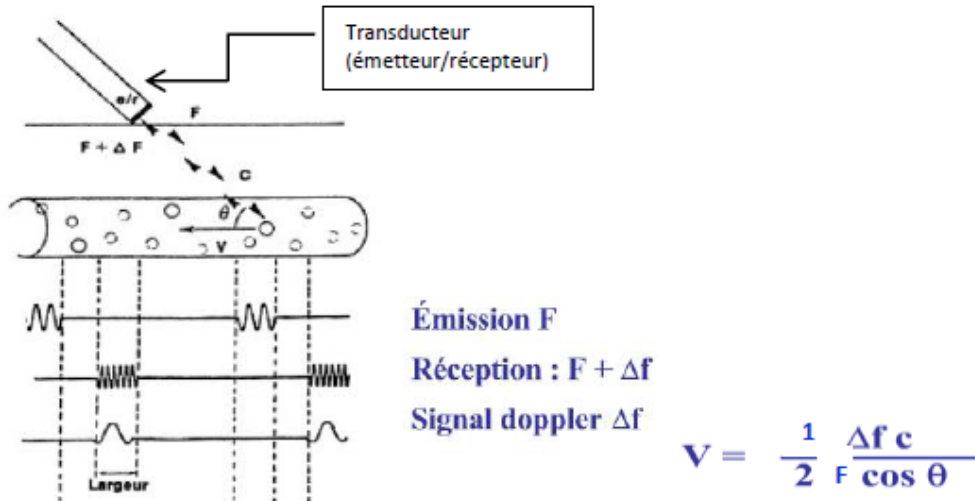 Transducteur
(émetteur/récepteur)
e/r
F
F + Δ F
C
θ
V
Émission F
Réception : F + Δf
Signal doppler Δf
Largeur
V = 1/2 Δf c / F cos θ